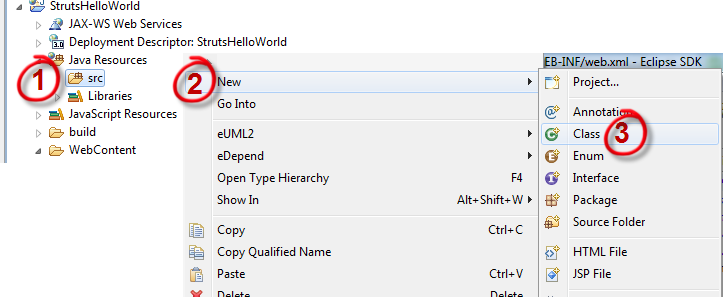 StrutsHelloWorld
JAX-WS Web Services
3.0 Deployment Descriptor: StrutsHelloWorld
Java Resources
1 src
Libraries
JavaScript Resources
build
WebContent
2 New
Go Into
eUML2
eDepend
Open Type Hierarchy F4
Show In Alt+Shift+W
Copy Ctrl+C
Copy Qualified Name
Paste Ctrl+V
Delete Delete
EB-INF/web.xml - Eclipse SDK
Project...
Annotation
Class 3
Enum
Interface
Package
Source Folder
HTML File
JSP File